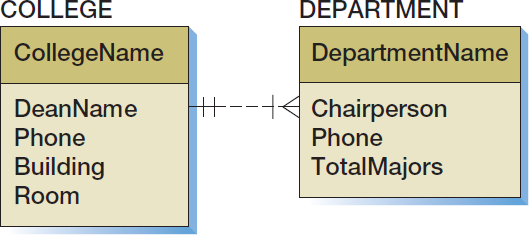 COLLEGE
CollegeName
DeanName
Phone
Building
Room
DEPARTMENT
DepartmentName
Chairperson
Phone
TotalMajors